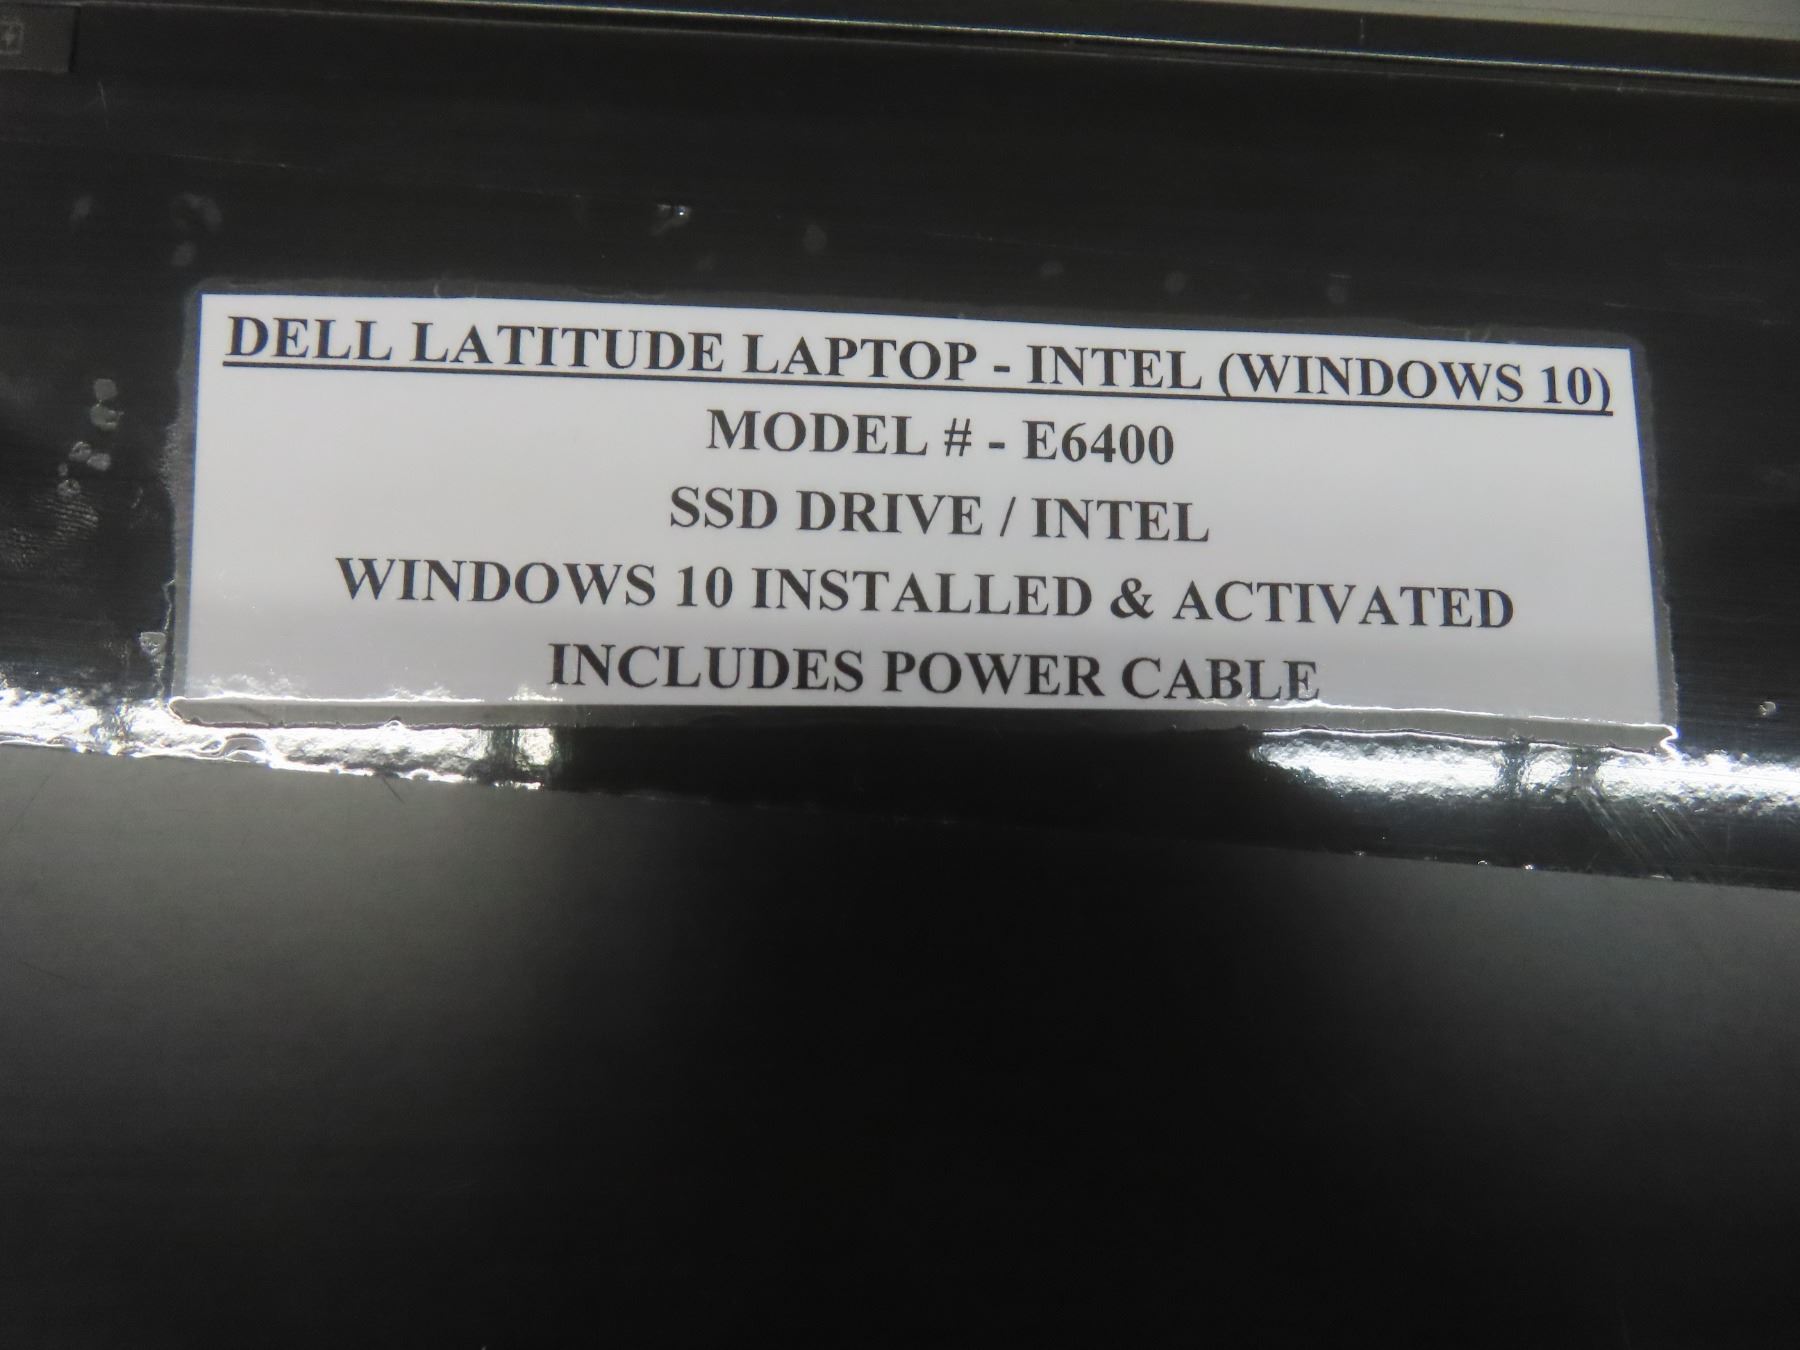 DELL LATITUDE LAPTOP - INTEL (WINDOWS 10)
MODEL # - E6400
SSD DRIVE / INTEL
WINDOWS 10 INSTALLED & ACTIVATED
INCLUDES POWER CABLE